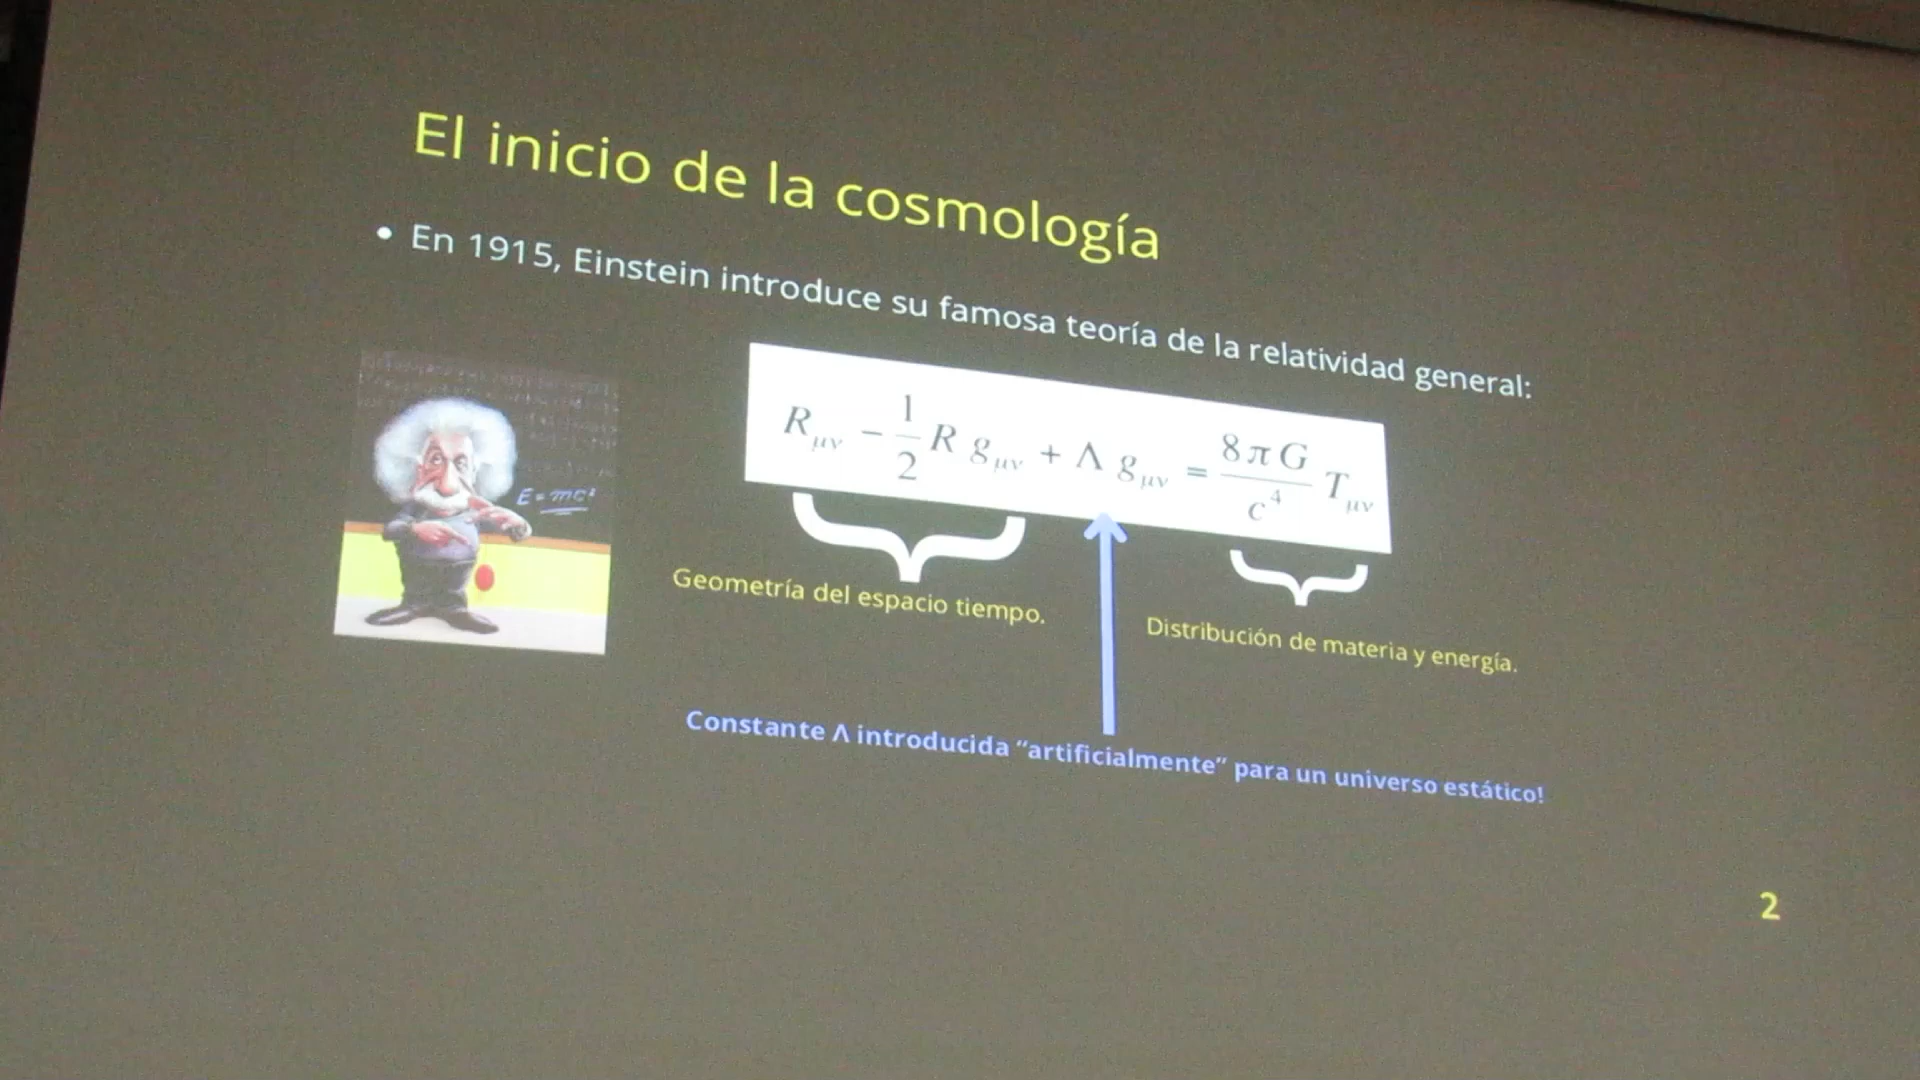 El inicio de la cosmología
• En 1915, Einstein introduce su famosa teoría de la relatividad general:
R_μν − 1/2 R g_μν + Λ g_μν = 8πG/c⁴ T_μν
E = mc²
Geometría del espacio tiempo.
Distribución de materia y energía.
Constante Λ introducida “artificialmente” para un universo estático!
2